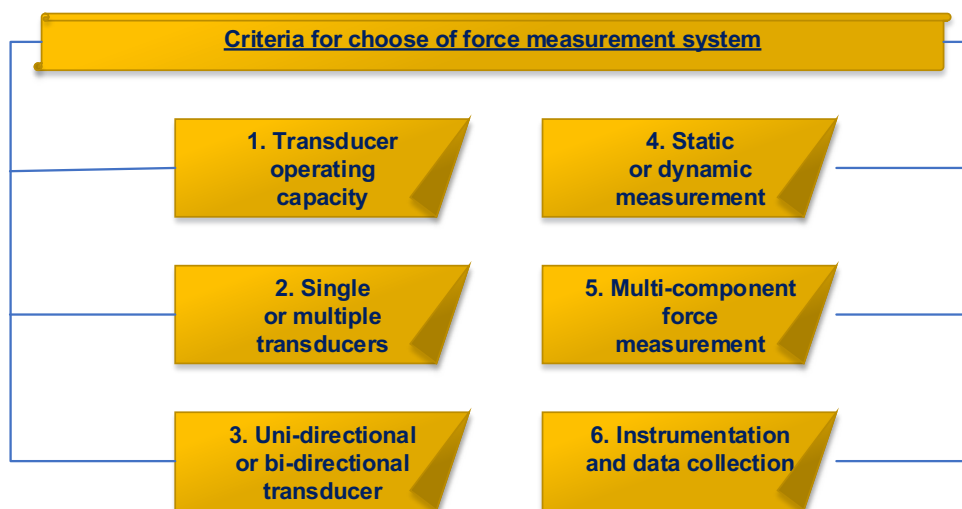 Criteria for choose of force measurement system
1. Transducer
operating
capacity
2. Single
or multiple
transducers
3. Uni-directional
or bi-directional
transducer
4. Static
or dynamic
measurement
5. Multi-component
force
measurement
6. Instrumentation
and data collection